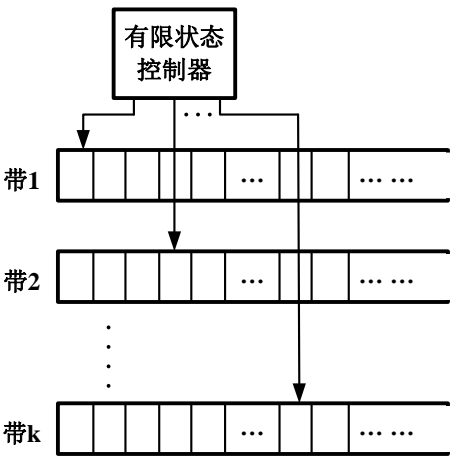 有限状态
控制器
…
带1
… … …
带2
… … …
带k
… … …